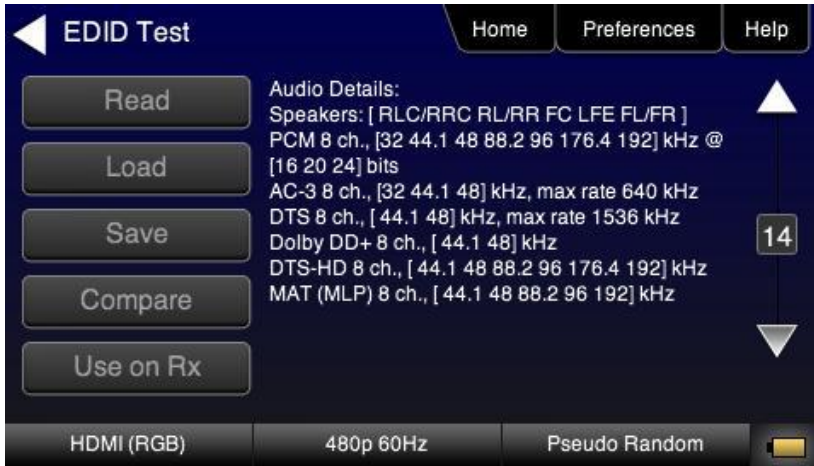 EDID Test
Home
Preferences
Help
Read
Load
Save
Compare
Use on Rx
Audio Details:
Speakers: [ RLC/RRC RL/RR FC LFE FL/FR ]
PCM 8 ch., [32 44.1 48 88.2 96 176.4 192] kHz @
[16 20 24] bits
AC-3 8 ch., [32 44.1 48] kHz, max rate 640 kHz
DTS 8 ch., [ 44.1 48] kHz, max rate 1536 kHz
Dolby DD+ 8 ch., [ 44.1 48] kHz
DTS-HD 8 ch., [ 44.1 48 88.2 96 176.4 192] kHz
MAT (MLP) 8 ch., [ 44.1 48 88.2 96 192] kHz
14
HDMI (RGB)
480p 60Hz
Pseudo Random